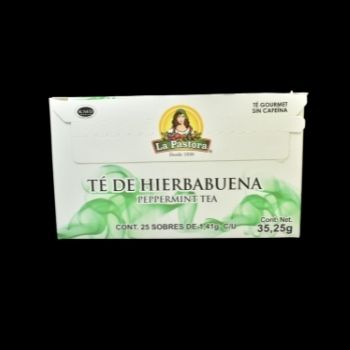 TÉ GOURMET
SIN CAFEÍNA
La Pastora
TÉ DE HIERBABUENA
PEPPERMINT TEA
CONT. 25 SOBRES DE 1,41g C/U
Cont. Net.
35,25g